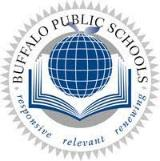 BUFFALO PUBLIC SCHOOLS
responsive relevant renewing